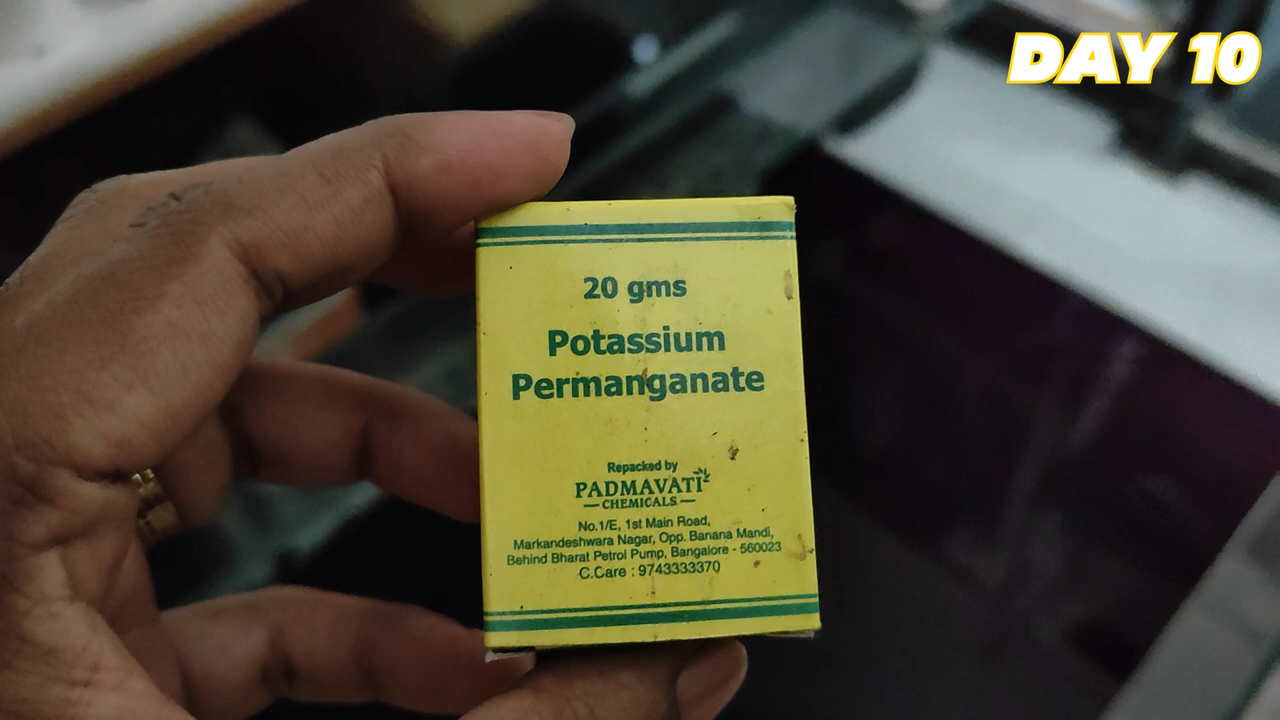 DAY 10
20 gms
Potassium
Permanganate
Repacked by
PADMAVATI
CHEMICALS
No.1/E, 1st Main Road,
Markandeshwara Nagar, Opp. Banana Mandi,
Behind Bharat Petrol Pump, Bangalore - 560023
C.Care : 9743333370